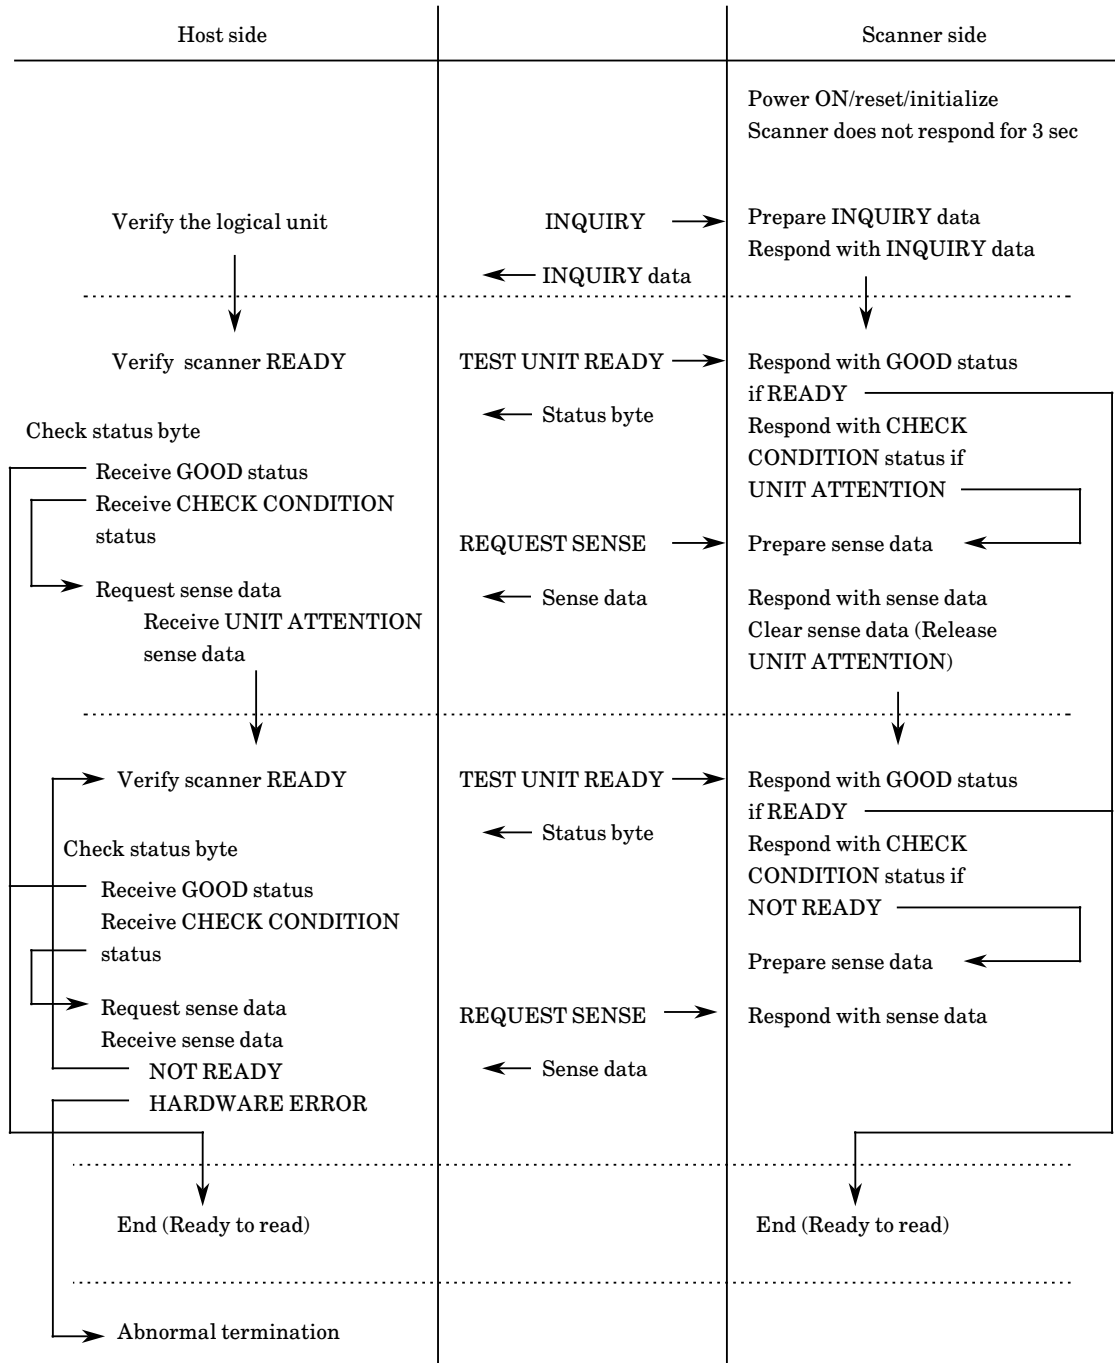 Host side
Scanner side
Power ON/reset/initialize
Scanner does not respond for 3 sec
Verify the logical unit
INQUIRY
Prepare INQUIRY data
Respond with INQUIRY data
INQUIRY data
Verify scanner READY
TEST UNIT READY
Respond with GOOD status
if READY
Status byte
Respond with CHECK
CONDITION status if
UNIT ATTENTION
Check status byte
Receive GOOD status
Receive CHECK CONDITION
status
REQUEST SENSE
Prepare sense data
Request sense data
Receive UNIT ATTENTION
sense data
Sense data
Respond with sense data
Clear sense data (Release
UNIT ATTENTION)
Verify scanner READY
TEST UNIT READY
Respond with GOOD status
if READY
Status byte
Respond with CHECK
CONDITION status if
NOT READY
Check status byte
Receive GOOD status
Receive CHECK CONDITION
status
Prepare sense data
Request sense data
Receive sense data
NOT READY
HARDWARE ERROR
REQUEST SENSE
Respond with sense data
Sense data
End (Ready to read)
End (Ready to read)
Abnormal termination